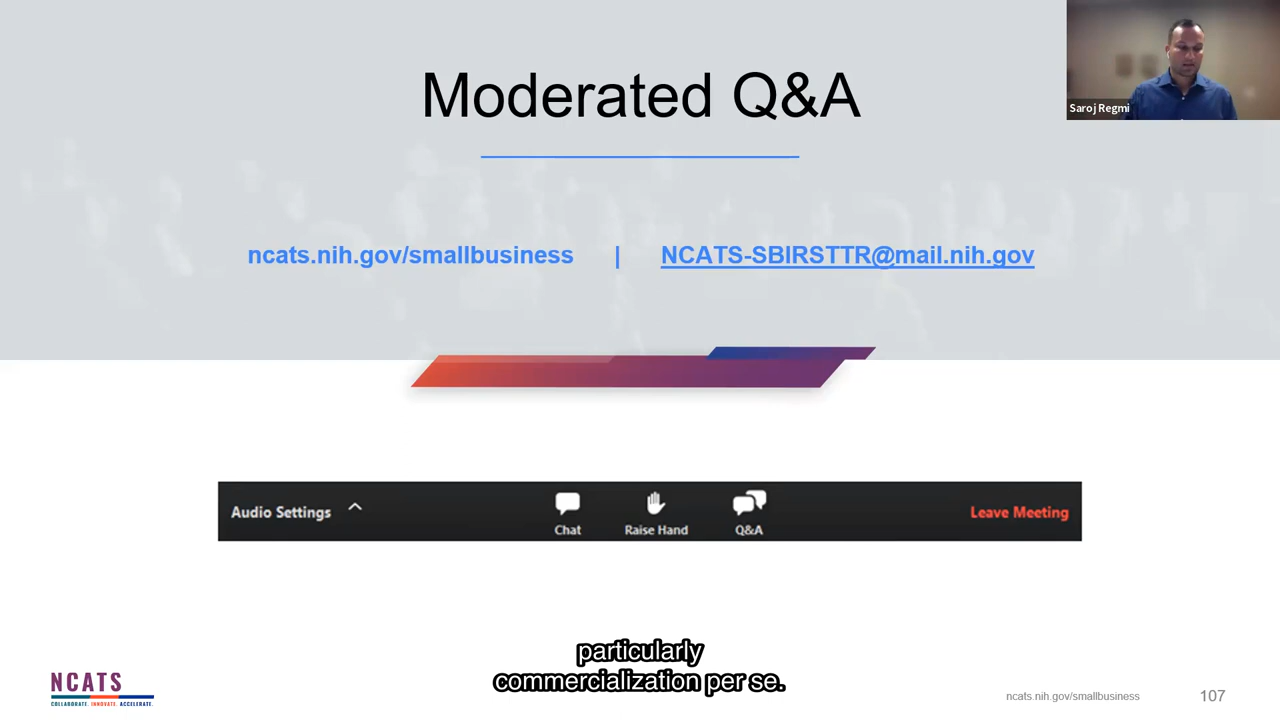 Moderated Q&A
Saroj Regmi
ncats.nih.gov/smallbusiness | NCATS-SBIRSTTR@mail.nih.gov
Audio Settings
Chat
Raise Hand
Q&A
Leave Meeting
particularly
commercialization per se.
NCATS
COLLABORATE. INNOVATE. ACCELERATE.
ncats.nih.gov/smallbusiness
107